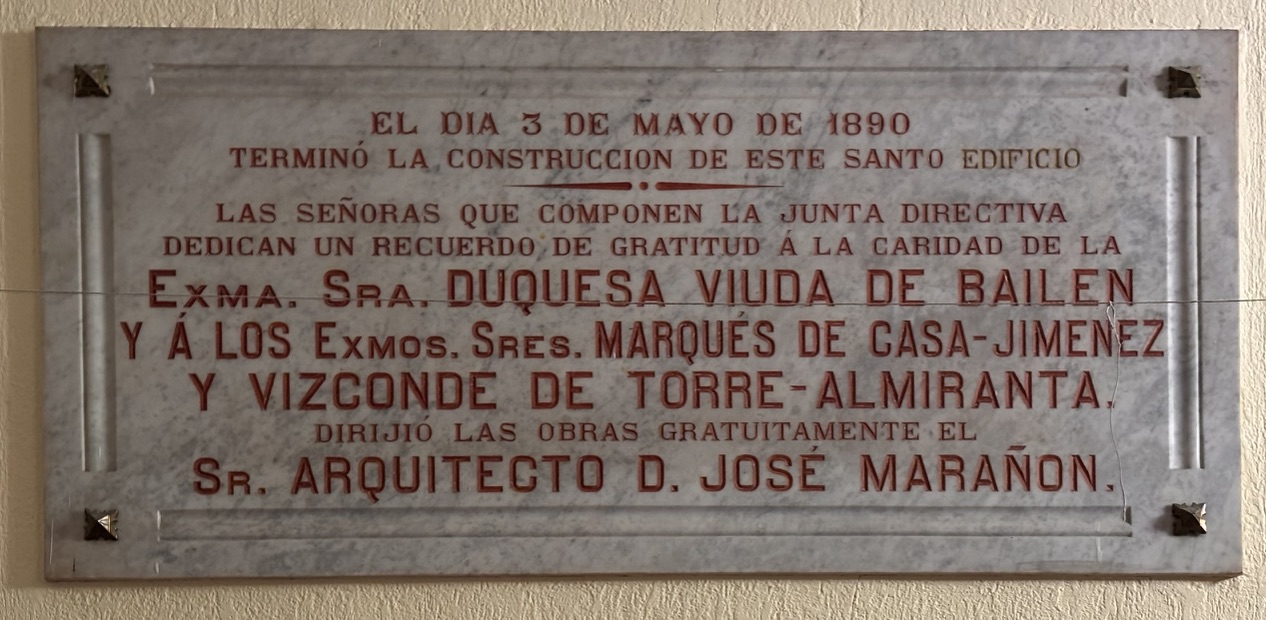 EL DIA 3 DE MAYO DE 1890
TERMINÓ LA CONSTRUCCION DE ESTE SANTO EDIFICIO
LAS SEÑORAS QUE COMPONEN LA JUNTA DIRECTIVA
DEDICAN UN RECUERDO DE GRATITUD Á LA CARIDAD DE LA
EXMA. SRA. DUQUESA VIUDA DE BAILEN
Y Á LOS EXMOS. SRES. MARQUÉS DE CASA-JIMENEZ
Y VIZCONDE DE TORRE-ALMIRANTA.
DIRIJIÓ LAS OBRAS GRATUITAMENTE EL
SR. ARQUITECTO D. JOSÉ MARAÑON.